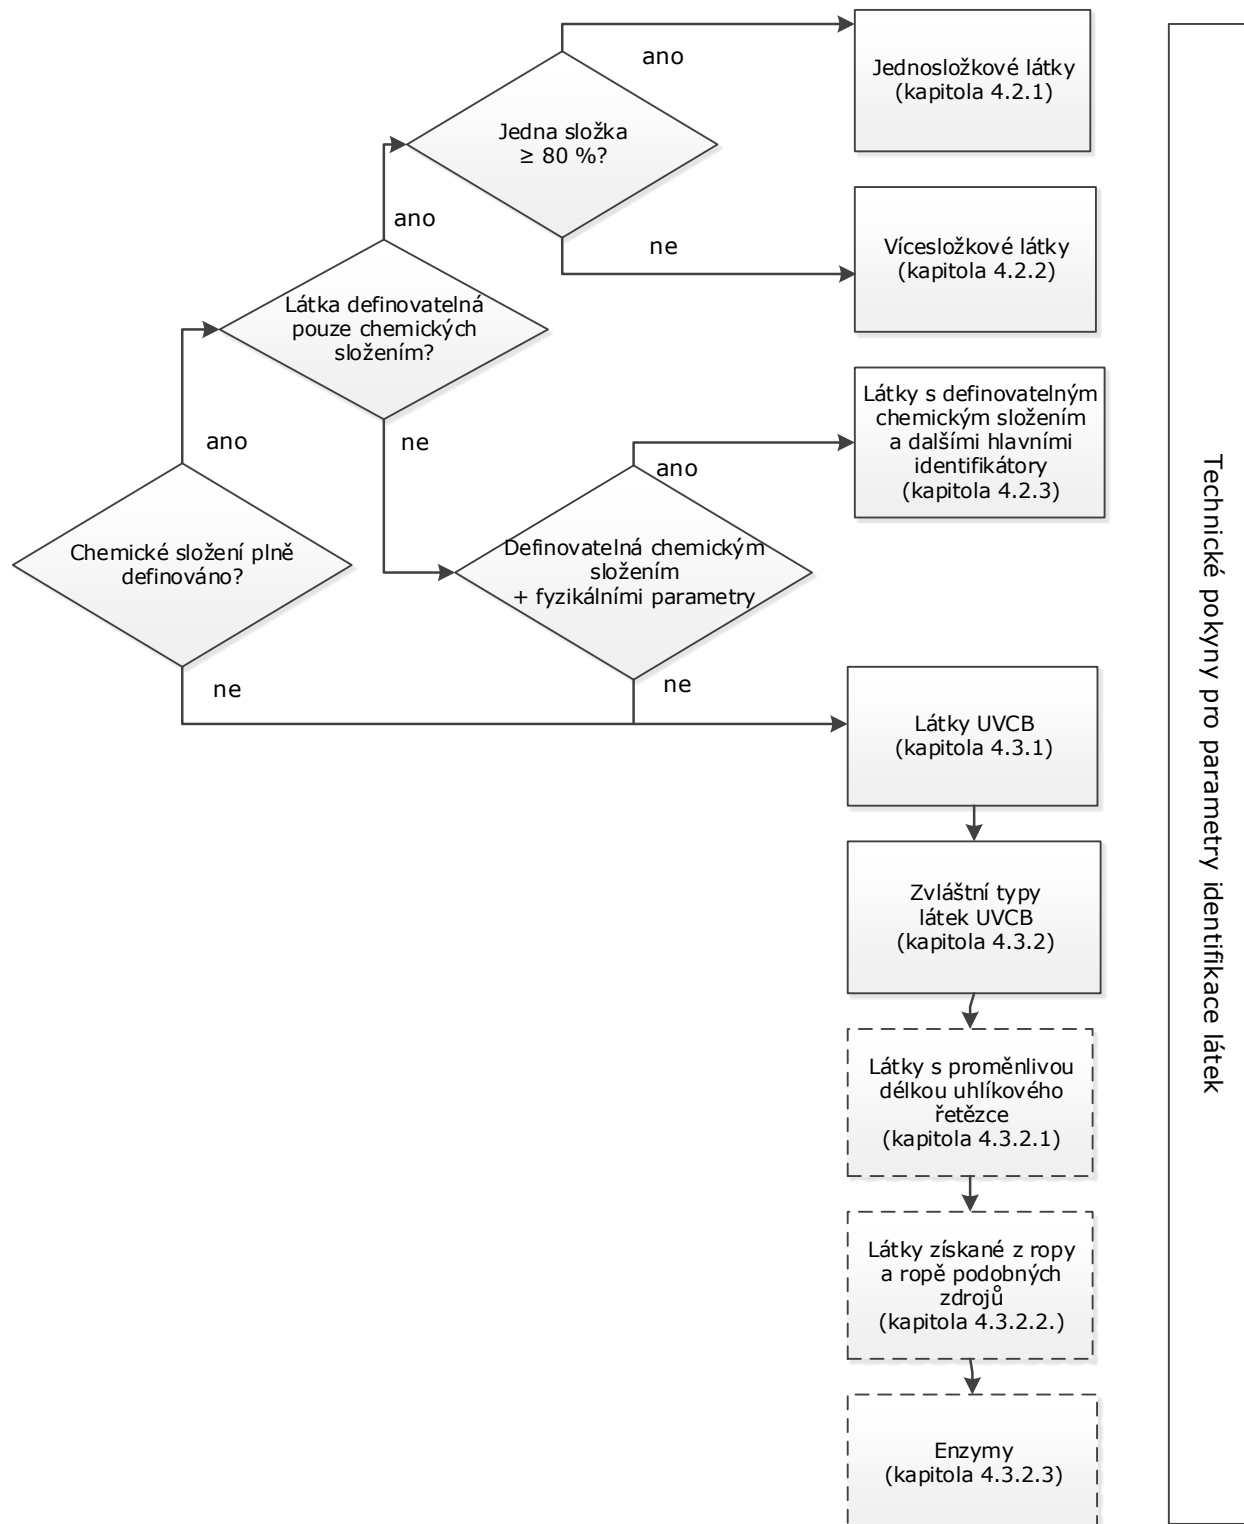 ano
Jednosložkové látky
(kapitola 4.2.1)
Jedna složka
≥ 80 %?
ano
ne
Vícesložkové látky
(kapitola 4.2.2)
Látka definovatelná
pouze chemických
složením?
ano
ne
Látky s definovatelným
chemickým složením
a dalšími hlavními
identifikátory
(kapitola 4.2.3)
ano
Chemické složení plně
definováno?
Definovatelná chemickým
složením
+ fyzikálními parametry
ne
ne
Látky UVCB
(kapitola 4.3.1)
Zvláštní typy
látek UVCB
(kapitola 4.3.2)
Látky s proměnlivou
délkou uhlíkového
řetězce
(kapitola 4.3.2.1)
Látky získané z ropy
a ropě podobných
zdrojů
(kapitola 4.3.2.2.)
Enzymy
(kapitola 4.3.2.3)
Technické pokyny pro parametry identifikace látek